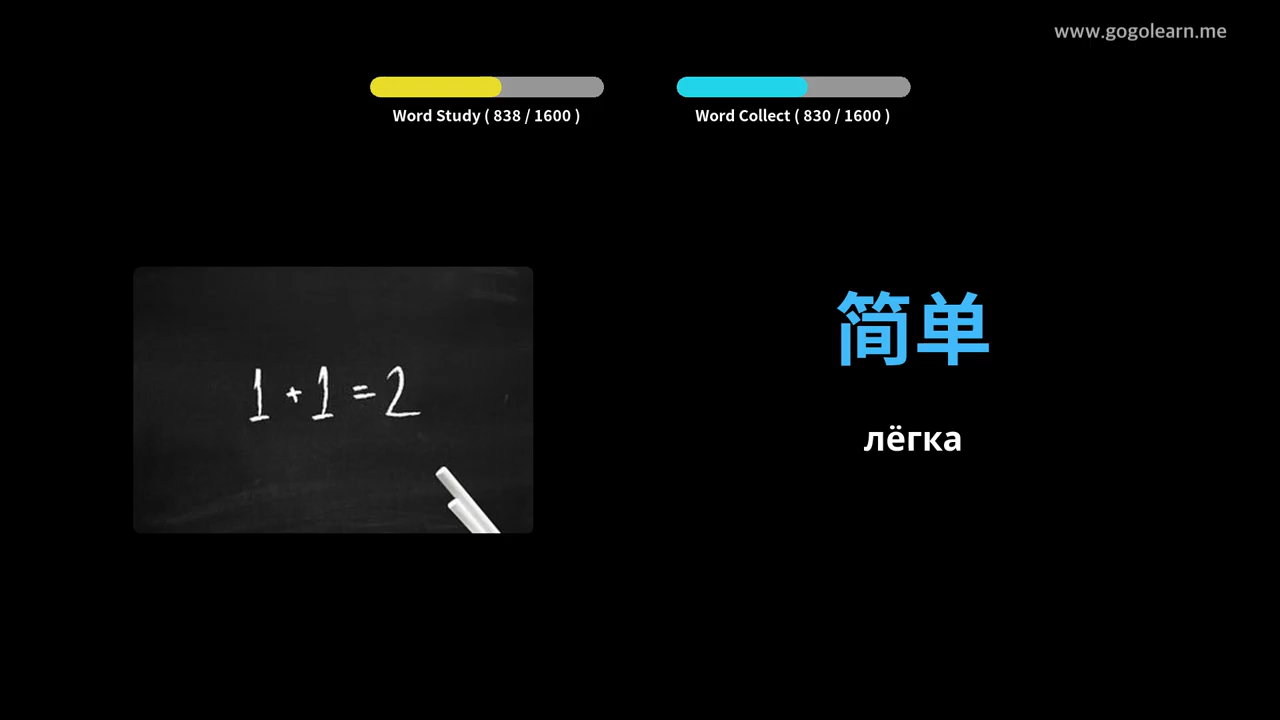 www.gogolearn.me
Word Study ( 838 / 1600 )
Word Collect ( 830 / 1600 )
1 + 1 = 2
简单
лёгка